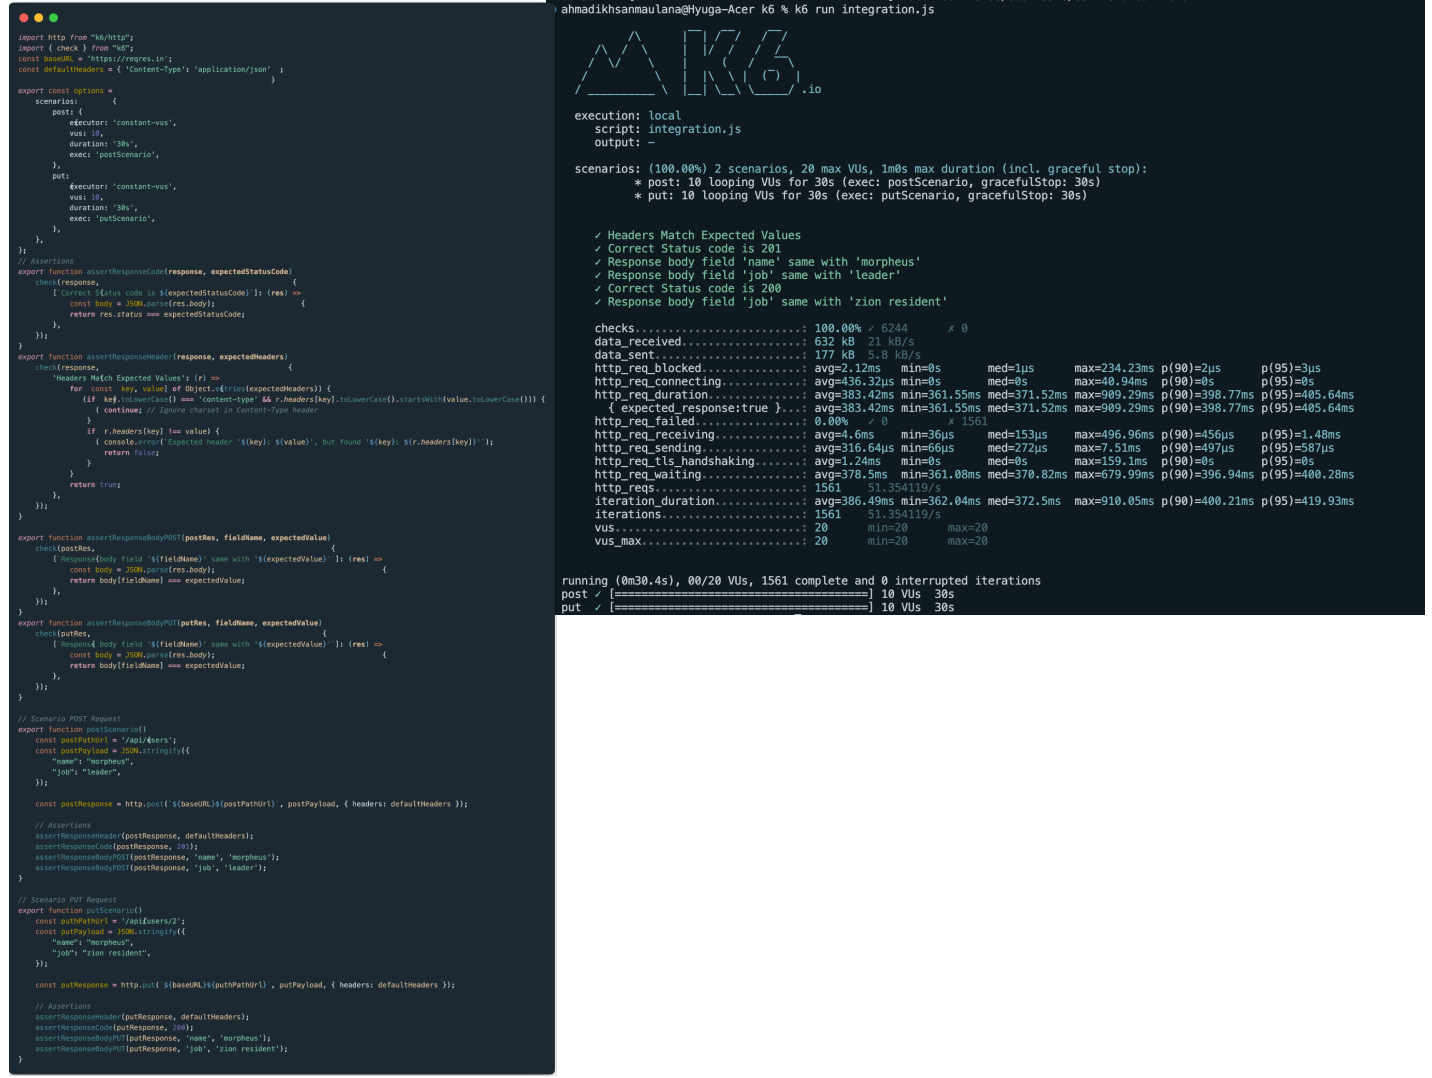 import http from "k6/http";
import { check } from "k6";
const baseURL = 'https://reqres.in';
const defaultHeaders = { 'Content-Type': 'application/json' ;
}
export const options =
scenarios: {
post: {
executor: 'constant-vus',
vus: 10,
duration: '30s',
exec: 'postScenario',
},
put:
executor: 'constant-vus',
vus: 10,
duration: '30s',
exec: 'putScenario',
},
},
};
// Assertions
export function assertResponseCode(response, expectedStatusCode)
check(response, {
[`Correct Status code is ${expectedStatusCode}`]: (res) =>
const body = JSON.parse(res.body); {
return res.status === expectedStatusCode;
},
});
}
export function assertResponseHeader(response, expectedHeaders)
check(response, {
'Headers Match Expected Values': (r) =>
for const key, value] of Object.entries(expectedHeaders)) {
(if key.toLowerCase() === 'content-type' && r.headers[key].toLowerCase().startsWith(value.toLowerCase())) {
( continue; // Ignore charset in Content-Type header
}
if r.headers[key] !== value) {
( console.error(`Expected header '${key}: ${value}', but found '${key}: ${r.headers[key]}'`);
return false;
}
}
return true;
},
});
}
export function assertResponseBodyPOST(postRes, fieldName, expectedValue)
check(postRes, {
[`Response body field '${fieldName}' same with '${expectedValue}'`]: (res) =>
const body = JSON.parse(res.body); {
return body[fieldName] === expectedValue;
},
});
}
export function assertResponseBodyPUT(putRes, fieldName, expectedValue)
check(putRes, {
[`Response body field '${fieldName}' same with '${expectedValue}'`]: (res) =>
const body = JSON.parse(res.body); {
return body[fieldName] === expectedValue;
},
});
}
// Scenario POST Request
export function postScenario()
const postPathUrl = '/api/users';
const postPayload = JSON.stringify({
"name": "morpheus",
"job": "leader",
});
const postResponse = http.post(`${baseURL}${postPathUrl}`, postPayload, { headers: defaultHeaders });
// Assertions
assertResponseHeader(postResponse, defaultHeaders);
assertResponseCode(postResponse, 201);
assertResponseBodyPOST(postResponse, 'name', 'morpheus');
assertResponseBodyPOST(postResponse, 'job', 'leader');
}
// Scenario PUT Request
export function putScenario()
const puthPathUrl = '/api/users/2';
const putPayload = JSON.stringify({
"name": "morpheus",
"job": "zion resident",
});
const putResponse = http.put(`${baseURL}${puthPathUrl}`, putPayload, { headers: defaultHeaders });
// Assertions
assertResponseHeader(putResponse, defaultHeaders);
assertResponseCode(putResponse, 200);
assertResponseBodyPUT(putResponse, 'name', 'morpheus');
assertResponseBodyPUT(putResponse, 'job', 'zion resident');
}
ahmadikhsanmaulana@Hyuga-Acer k6 % k6 run integration.js
.io
execution: local
script: integration.js
output: -
scenarios: (100.00%) 2 scenarios, 20 max VUs, 1m0s max duration (incl. graceful stop):
* post: 10 looping VUs for 30s (exec: postScenario, gracefulStop: 30s)
* put: 10 looping VUs for 30s (exec: putScenario, gracefulStop: 30s)
✓ Headers Match Expected Values
✓ Correct Status code is 201
✓ Response body field 'name' same with 'morpheus'
✓ Response body field 'job' same with 'leader'
✓ Correct Status code is 200
✓ Response body field 'job' same with 'zion resident'
checks.........................: 100.00% ✓ 6244 ✗ 0
data_received..................: 632 kB 21 kB/s
data_sent......................: 177 kB 5.8 kB/s
http_req_blocked...............: avg=2.12ms min=0s med=1µs max=234.23ms p(90)=2µs p(95)=3µs
http_req_connecting............: avg=436.32µs min=0s med=0s max=40.94ms p(90)=0s p(95)=0s
http_req_duration..............: avg=383.42ms min=361.55ms med=371.52ms max=909.29ms p(90)=398.77ms p(95)=405.64ms
{ expected_response:true }...: avg=383.42ms min=361.55ms med=371.52ms max=909.29ms p(90)=398.77ms p(95)=405.64ms
http_req_failed................: 0.00% ✓ 0 ✗ 1561
http_req_receiving.............: avg=4.6ms min=36µs med=153µs max=496.96ms p(90)=456µs p(95)=1.48ms
http_req_sending...............: avg=316.64µs min=66µs med=272µs max=7.51ms p(90)=497µs p(95)=587µs
http_req_tls_handshaking.......: avg=1.24ms min=0s med=0s max=159.1ms p(90)=0s p(95)=0s
http_req_waiting...............: avg=378.5ms min=361.08ms med=370.82ms max=679.99ms p(90)=396.94ms p(95)=400.28ms
http_reqs......................: 1561 51.354119/s
iteration_duration.............: avg=386.49ms min=362.04ms med=372.5ms max=910.05ms p(90)=400.21ms p(95)=419.93ms
iterations.....................: 1561 51.354119/s
vus............................: 20 min=20 max=20
vus_max........................: 20 min=20 max=20
running (0m30.4s), 00/20 VUs, 1561 complete and 0 interrupted iterations
post ✓ [======================================] 10 VUs 30s
put ✓ [======================================] 10 VUs 30s